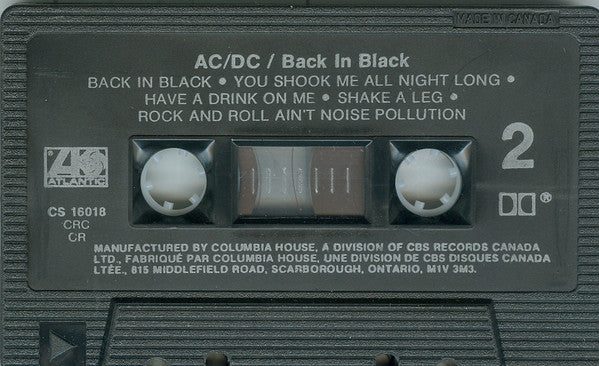 MADE IN CANADA
AC/DC / Back In Black
BACK IN BLACK • YOU SHOOK ME ALL NIGHT LONG •
HAVE A DRINK ON ME • SHAKE A LEG •
ROCK AND ROLL AIN'T NOISE POLLUTION
2
ATLANTIC
®
CS 16018
CRC
CR
MANUFACTURED BY COLUMBIA HOUSE, A DIVISION OF CBS RECORDS CANADA
LTD., FABRIQUÉ PAR COLUMBIA HOUSE, UNE DIVISION DE CBS DISQUES CANADA
LTÉE., 815 MIDDLEFIELD ROAD, SCARBOROUGH, ONTARIO, M1V 3M3.